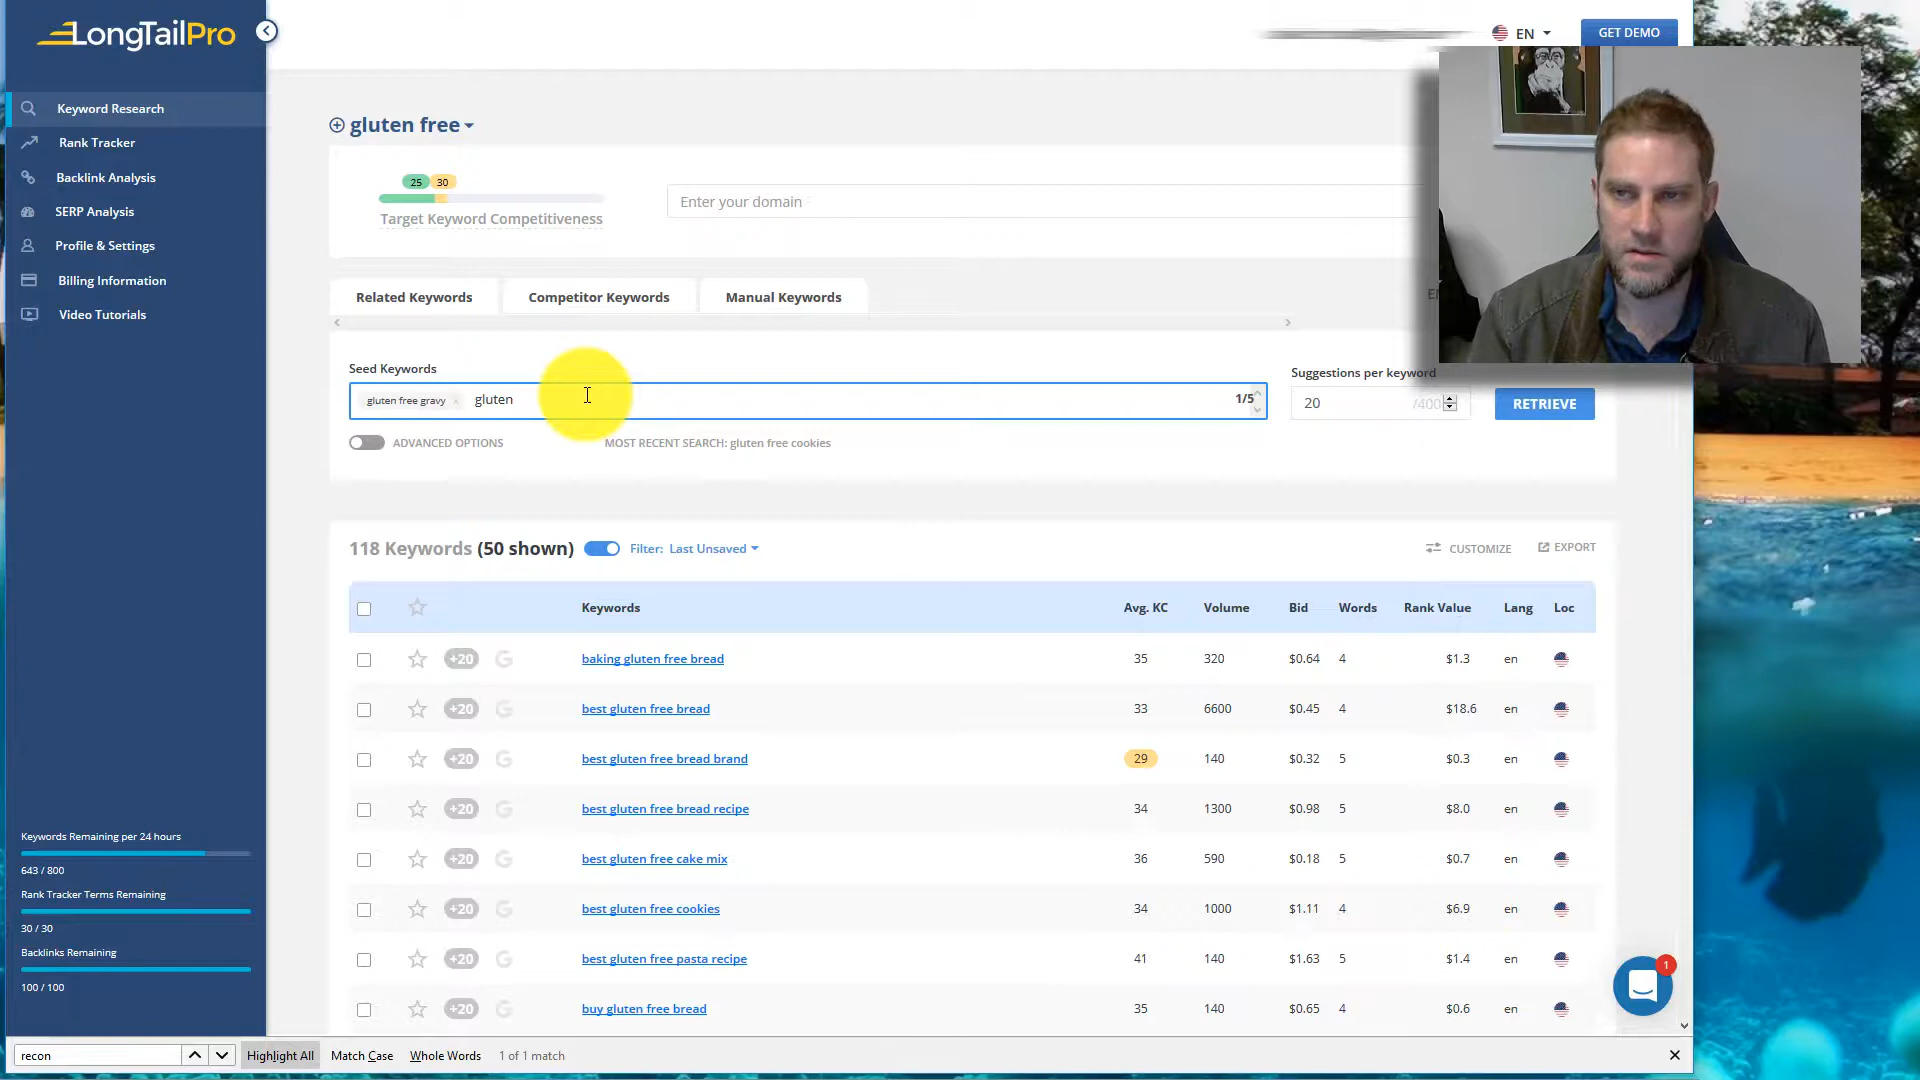 LongTailPro
EN
GET DEMO
Keyword Research
Rank Tracker
Backlink Analysis
SERP Analysis
Profile & Settings
Billing Information
Video Tutorials
gluten free
25 30
Target Keyword Competitiveness
Enter your domain
Related Keywords
Competitor Keywords
Manual Keywords
Seed Keywords
gluten free gravy x gluten
1/5
Suggestions per keyword
20 /400
RETRIEVE
ADVANCED OPTIONS
MOST RECENT SEARCH: gluten free cookies
118 Keywords (50 shown) Filter: Last Unsaved
CUSTOMIZE
EXPORT
Keywords Avg. KC Volume Bid Words Rank Value Lang Loc
+20 baking gluten free bread 35 320 $0.64 4 $1.3 en
+20 best gluten free bread 33 6600 $0.45 4 $18.6 en
+20 best gluten free bread brand 29 140 $0.32 5 $0.3 en
+20 best gluten free bread recipe 34 1300 $0.98 5 $8.0 en
+20 best gluten free cake mix 36 590 $0.18 5 $0.7 en
+20 best gluten free cookies 34 1000 $1.11 4 $6.9 en
+20 best gluten free pasta recipe 41 140 $1.63 5 $1.4 en
+20 buy gluten free bread 35 140 $0.65 4 $0.6 en
Keywords Remaining per 24 hours
643 / 800
Rank Tracker Terms Remaining
30 / 30
Backlinks Remaining
100 / 100
1
recon
Highlight All Match Case Whole Words 1 of 1 match